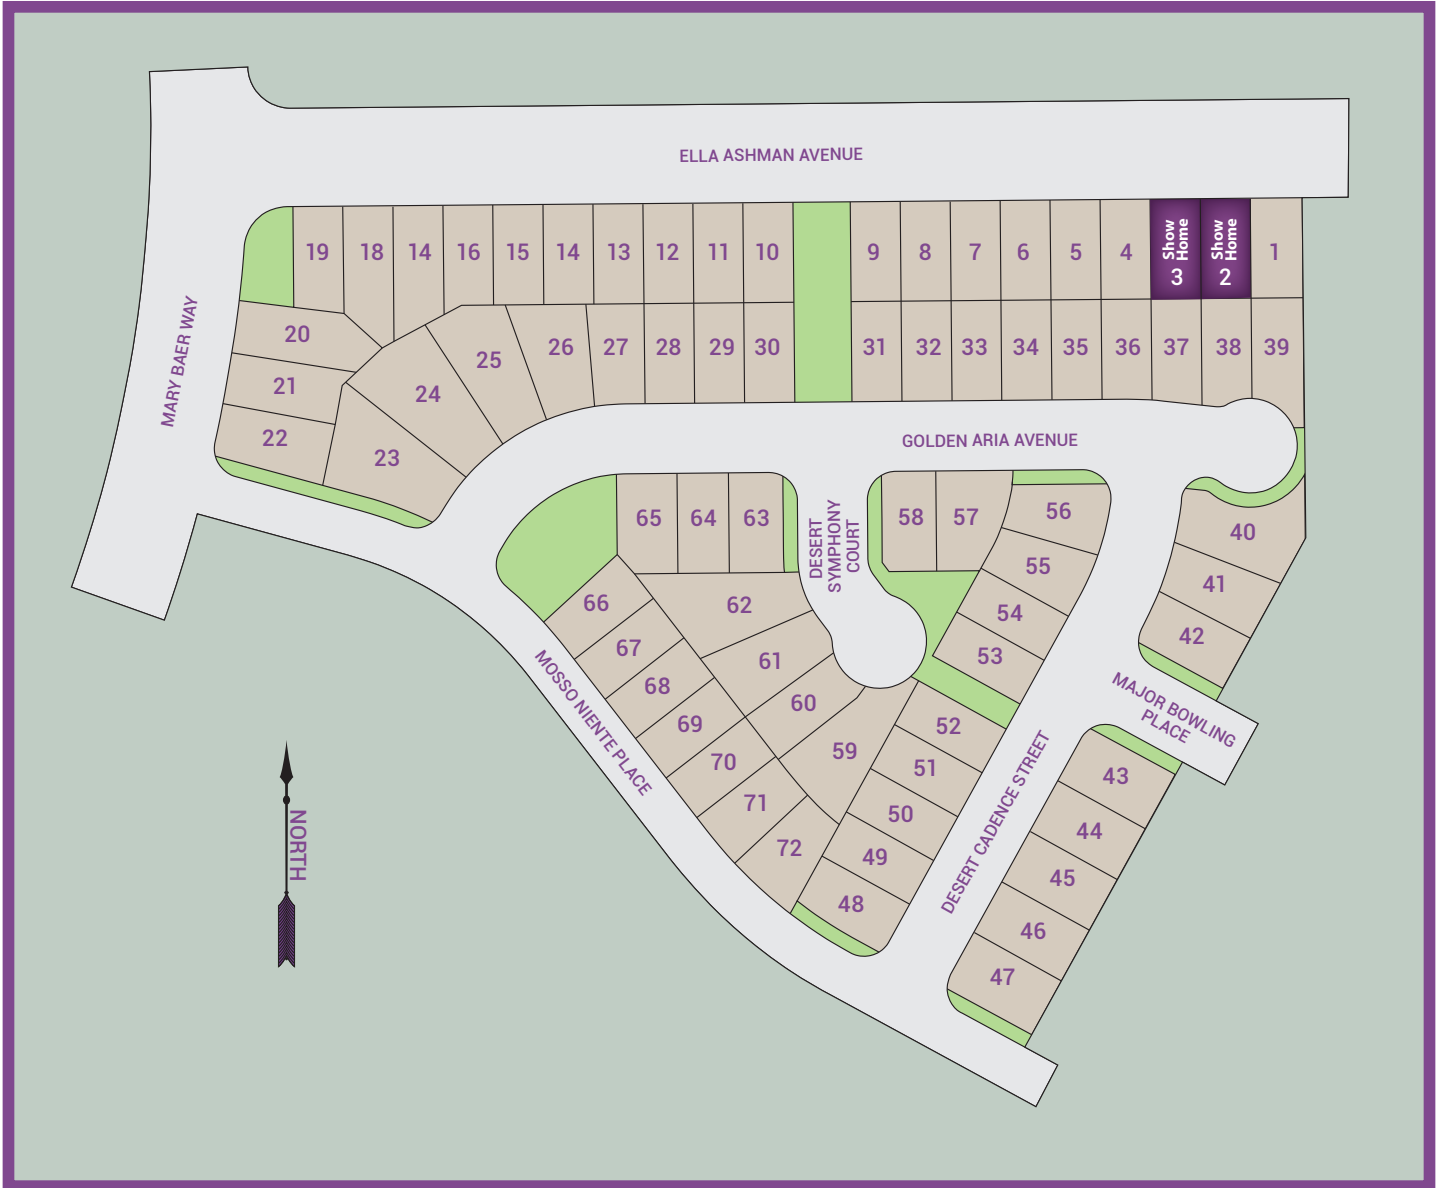 ELLA ASHMAN AVENUE
19 18 14 16 15 14 13 12 11 10 9 8 7 6 5 4 Show Home 3 Show Home 2 1
MARY BAER WAY
20
21
22
23
24
25
26 27 28 29 30 31 32 33 34 35 36 37 38 39
GOLDEN ARIA AVENUE
65 64 63
DESERT
SYMPHONY
COURT
58 57 56
55
54
53
40
41
42
66
67
68
69
70
71
72
62
61
60
59
MOSSO NIENTE PLACE
52
51
50
49
48
DESERT CADENCE STREET
MAJOR BOWLING
PLACE
43
44
45
46
47
NORTH